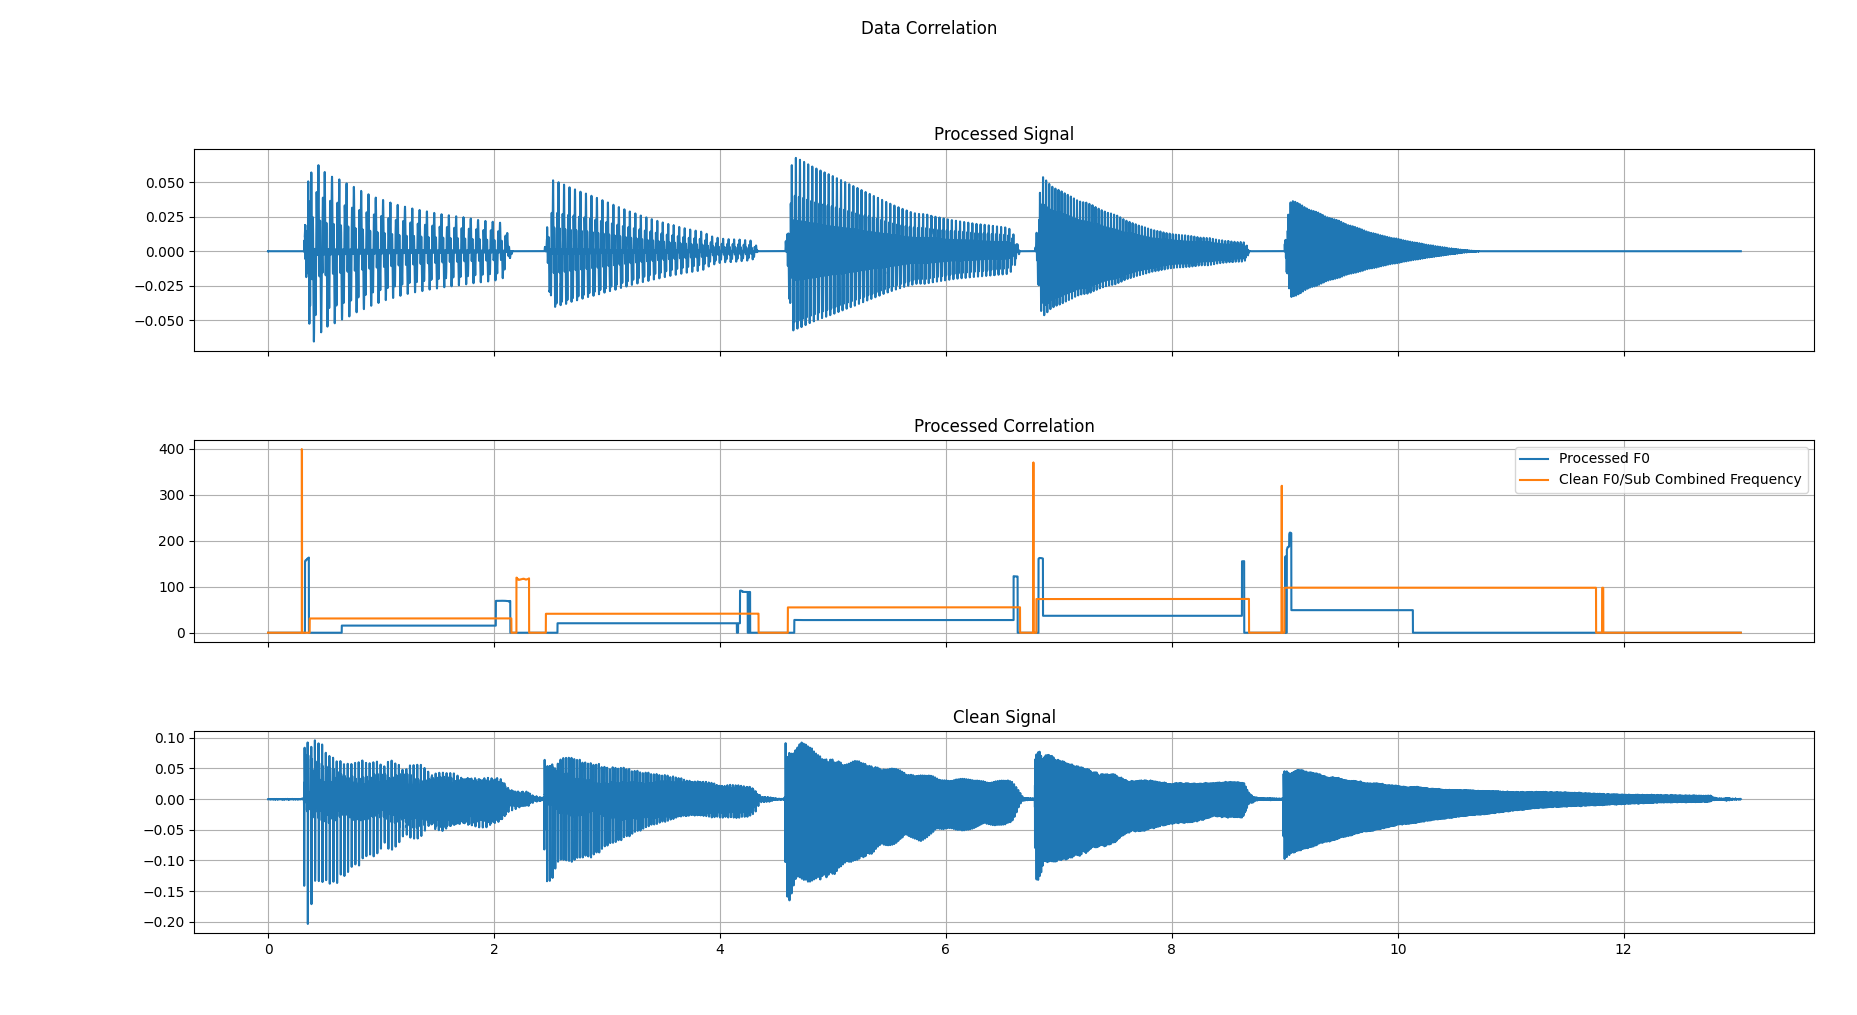 Data Correlation
Processed Signal
0.050
0.025
0.000
−0.025
−0.050
Processed Correlation
400
300
200
100
0
Processed F0
Clean F0/Sub Combined Frequency
Clean Signal
0.10
0.05
0.00
−0.05
−0.10
−0.15
−0.20
0 2 4 6 8 10 12